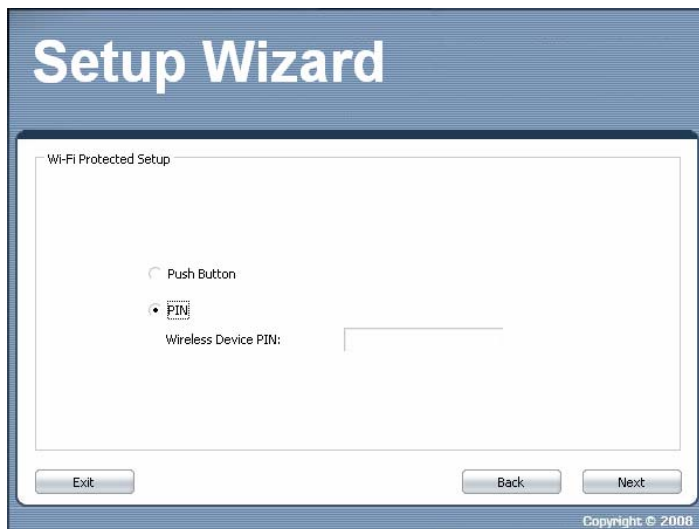 Setup Wizard
Wi-Fi Protected Setup
Push Button
PIN
Wireless Device PIN:
Exit
Back
Next
Copyright © 2008